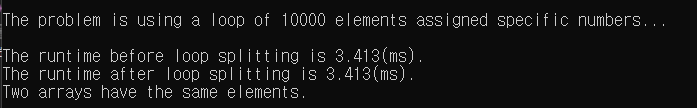 The problem is using a loop of 10000 elements assigned specific numbers...
The runtime before loop splitting is 3.413(ms).
The runtime after loop splitting is 3.413(ms).
Two arrays have the same elements.